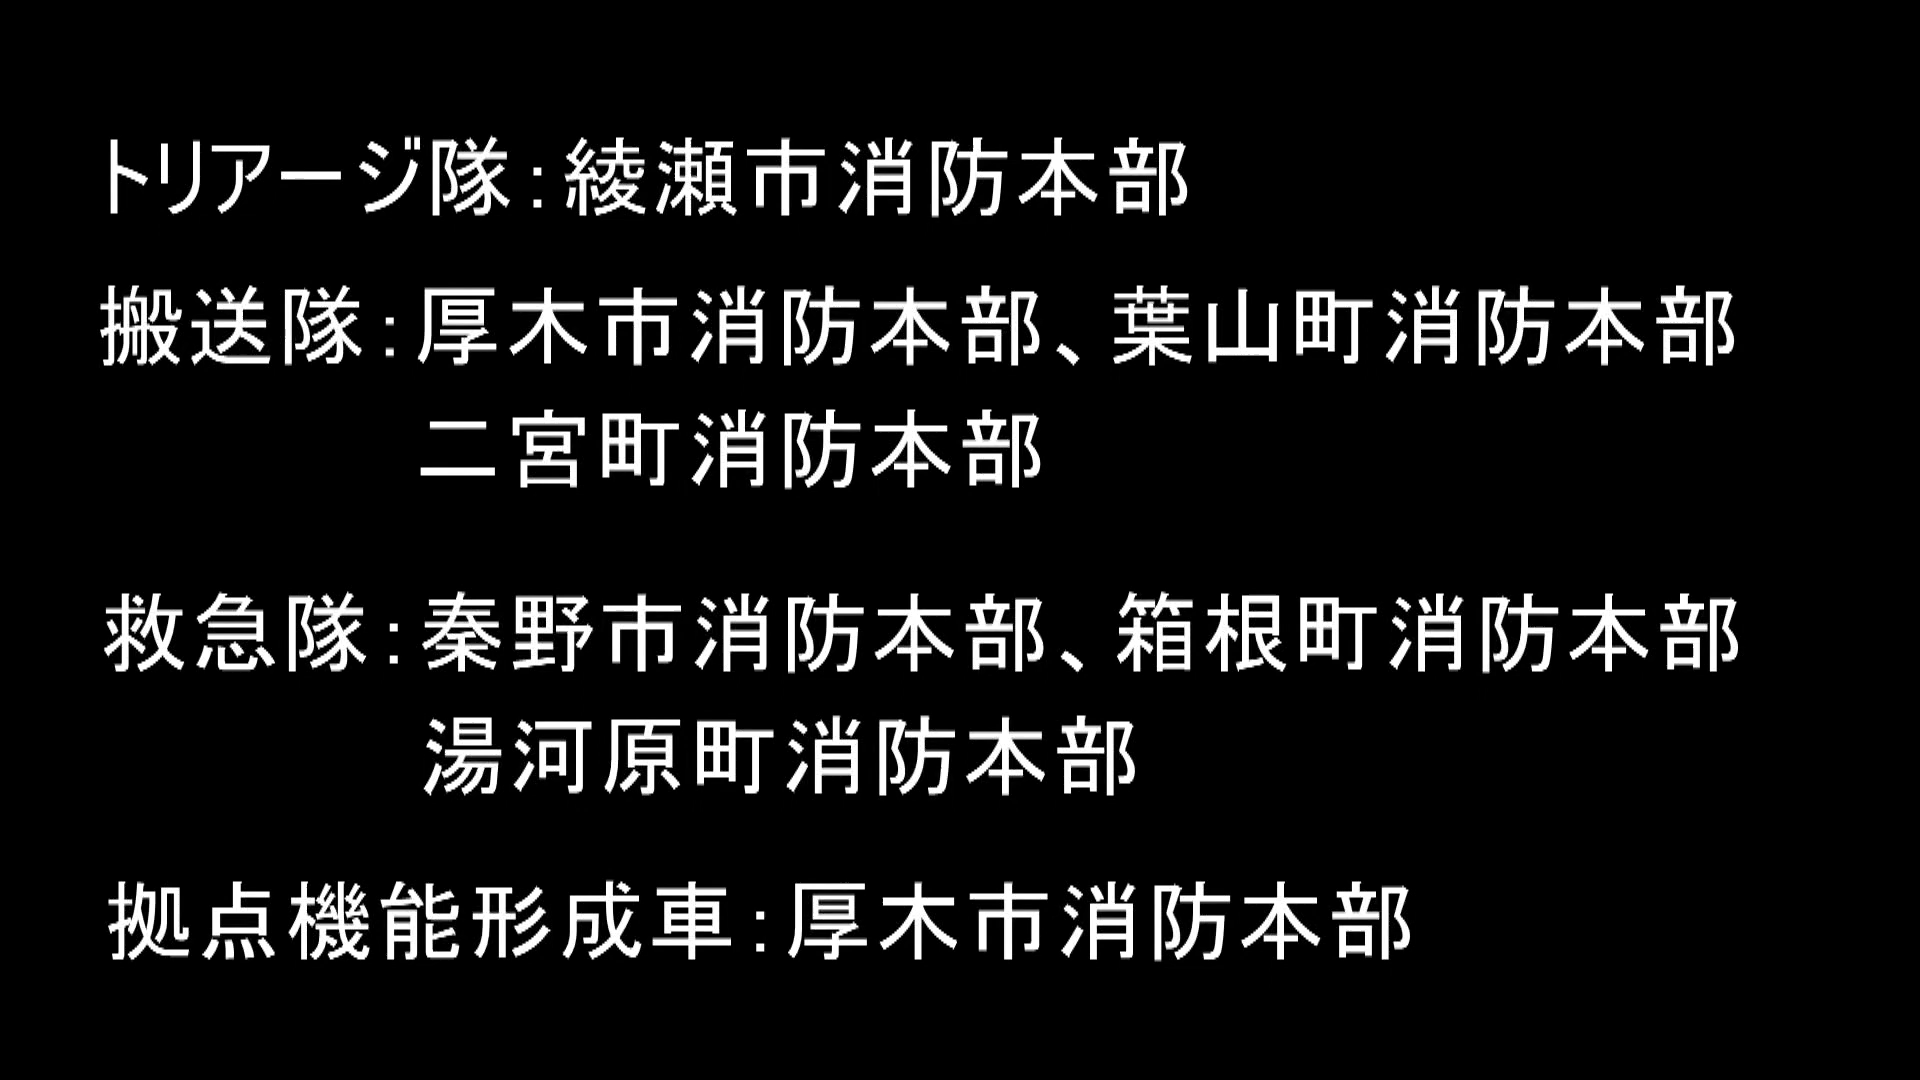 トリアージ隊：綾瀬市消防本部
搬送隊：厚木市消防本部、葉山町消防本部
二宮町消防本部
救急隊：秦野市消防本部、箱根町消防本部
湯河原町消防本部
拠点機能形成車：厚木市消防本部